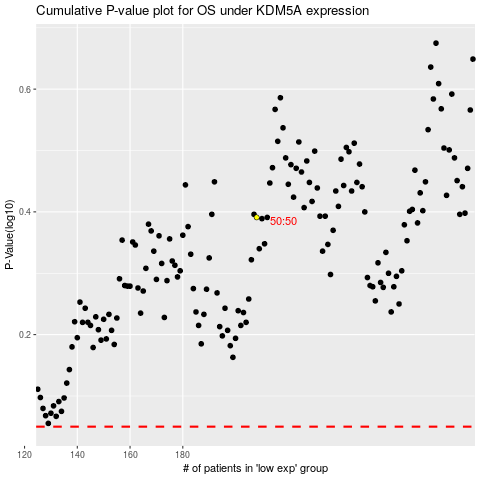 Cumulative P-value plot for OS under KDM5A expression
P-Value(log10)
0.6
0.4
0.2
50:50
120 140 160 180
# of patients in 'low exp' group